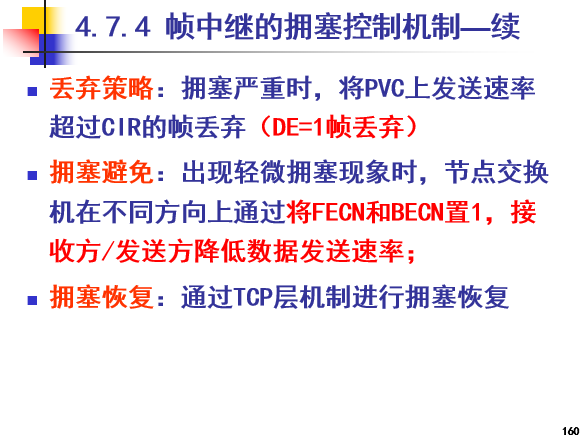 4.7.4 帧中继的拥塞控制机制—续
丢弃策略：拥塞严重时，将PVC上发送速率
超过CIR的帧丢弃（DE=1帧丢弃）
拥塞避免：出现轻微拥塞现象时，节点交换
机在不同方向上通过将FECN和BECN置1，接
收方/发送方降低数据发送速率；
拥塞恢复：通过TCP层机制进行拥塞恢复
160